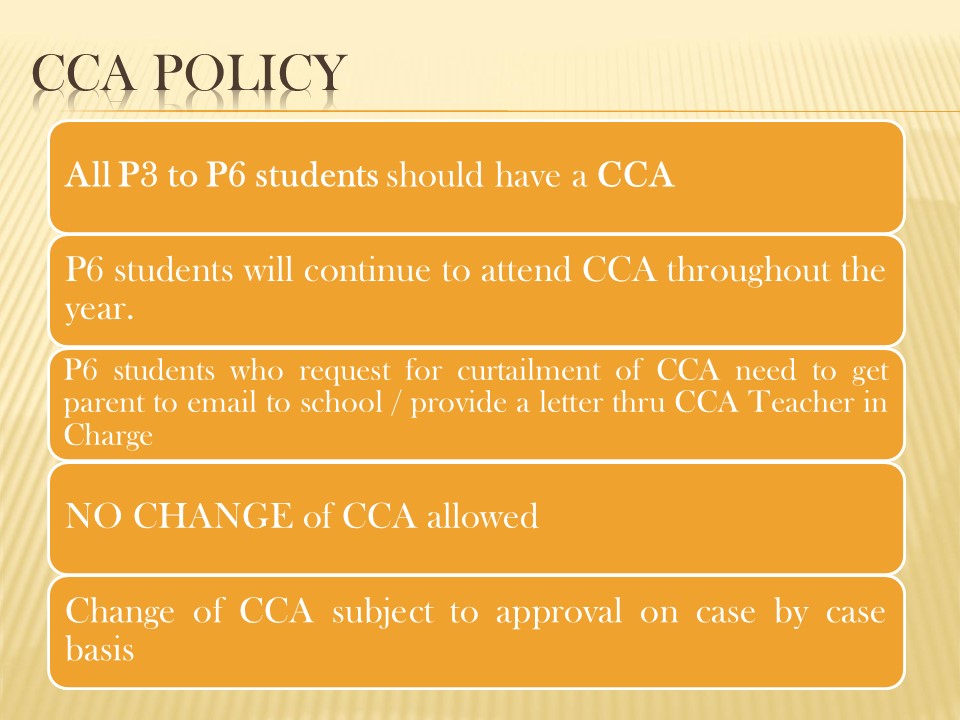 CCA POLICY
All P3 to P6 students should have a CCA
P6 students will continue to attend CCA throughout the
year.
P6 students who request for curtailment of CCA need to get
parent to email to school / provide a letter thru CCA Teacher in
Charge
NO CHANGE of CCA allowed
Change of CCA subject to approval on case by case
basis